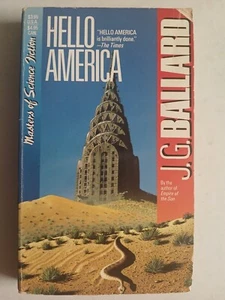 Masters of Science Fiction
HELLO
AMERICA
"HELLO AMERICA
is brilliantly done."
—The Times
J.G. BALLARD
By the
author of
Empire of
the Sun